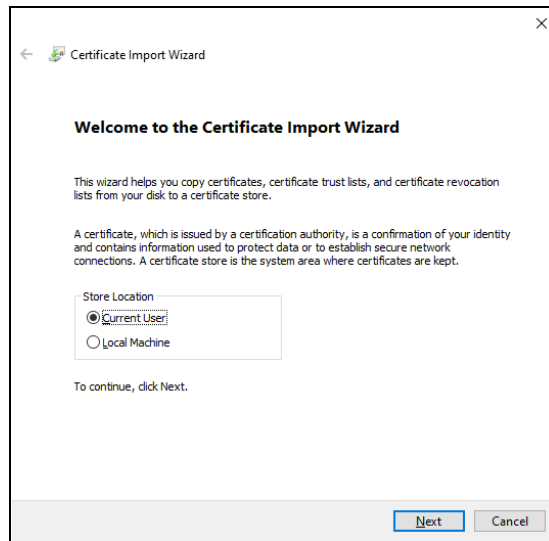 Certificate Import Wizard
Welcome to the Certificate Import Wizard
This wizard helps you copy certificates, certificate trust lists, and certificate revocation
lists from your disk to a certificate store.
A certificate, which is issued by a certification authority, is a confirmation of your identity
and contains information used to protect data or to establish secure network
connections. A certificate store is the system area where certificates are kept.
Store Location
Current User
Local Machine
To continue, click Next.
Next
Cancel